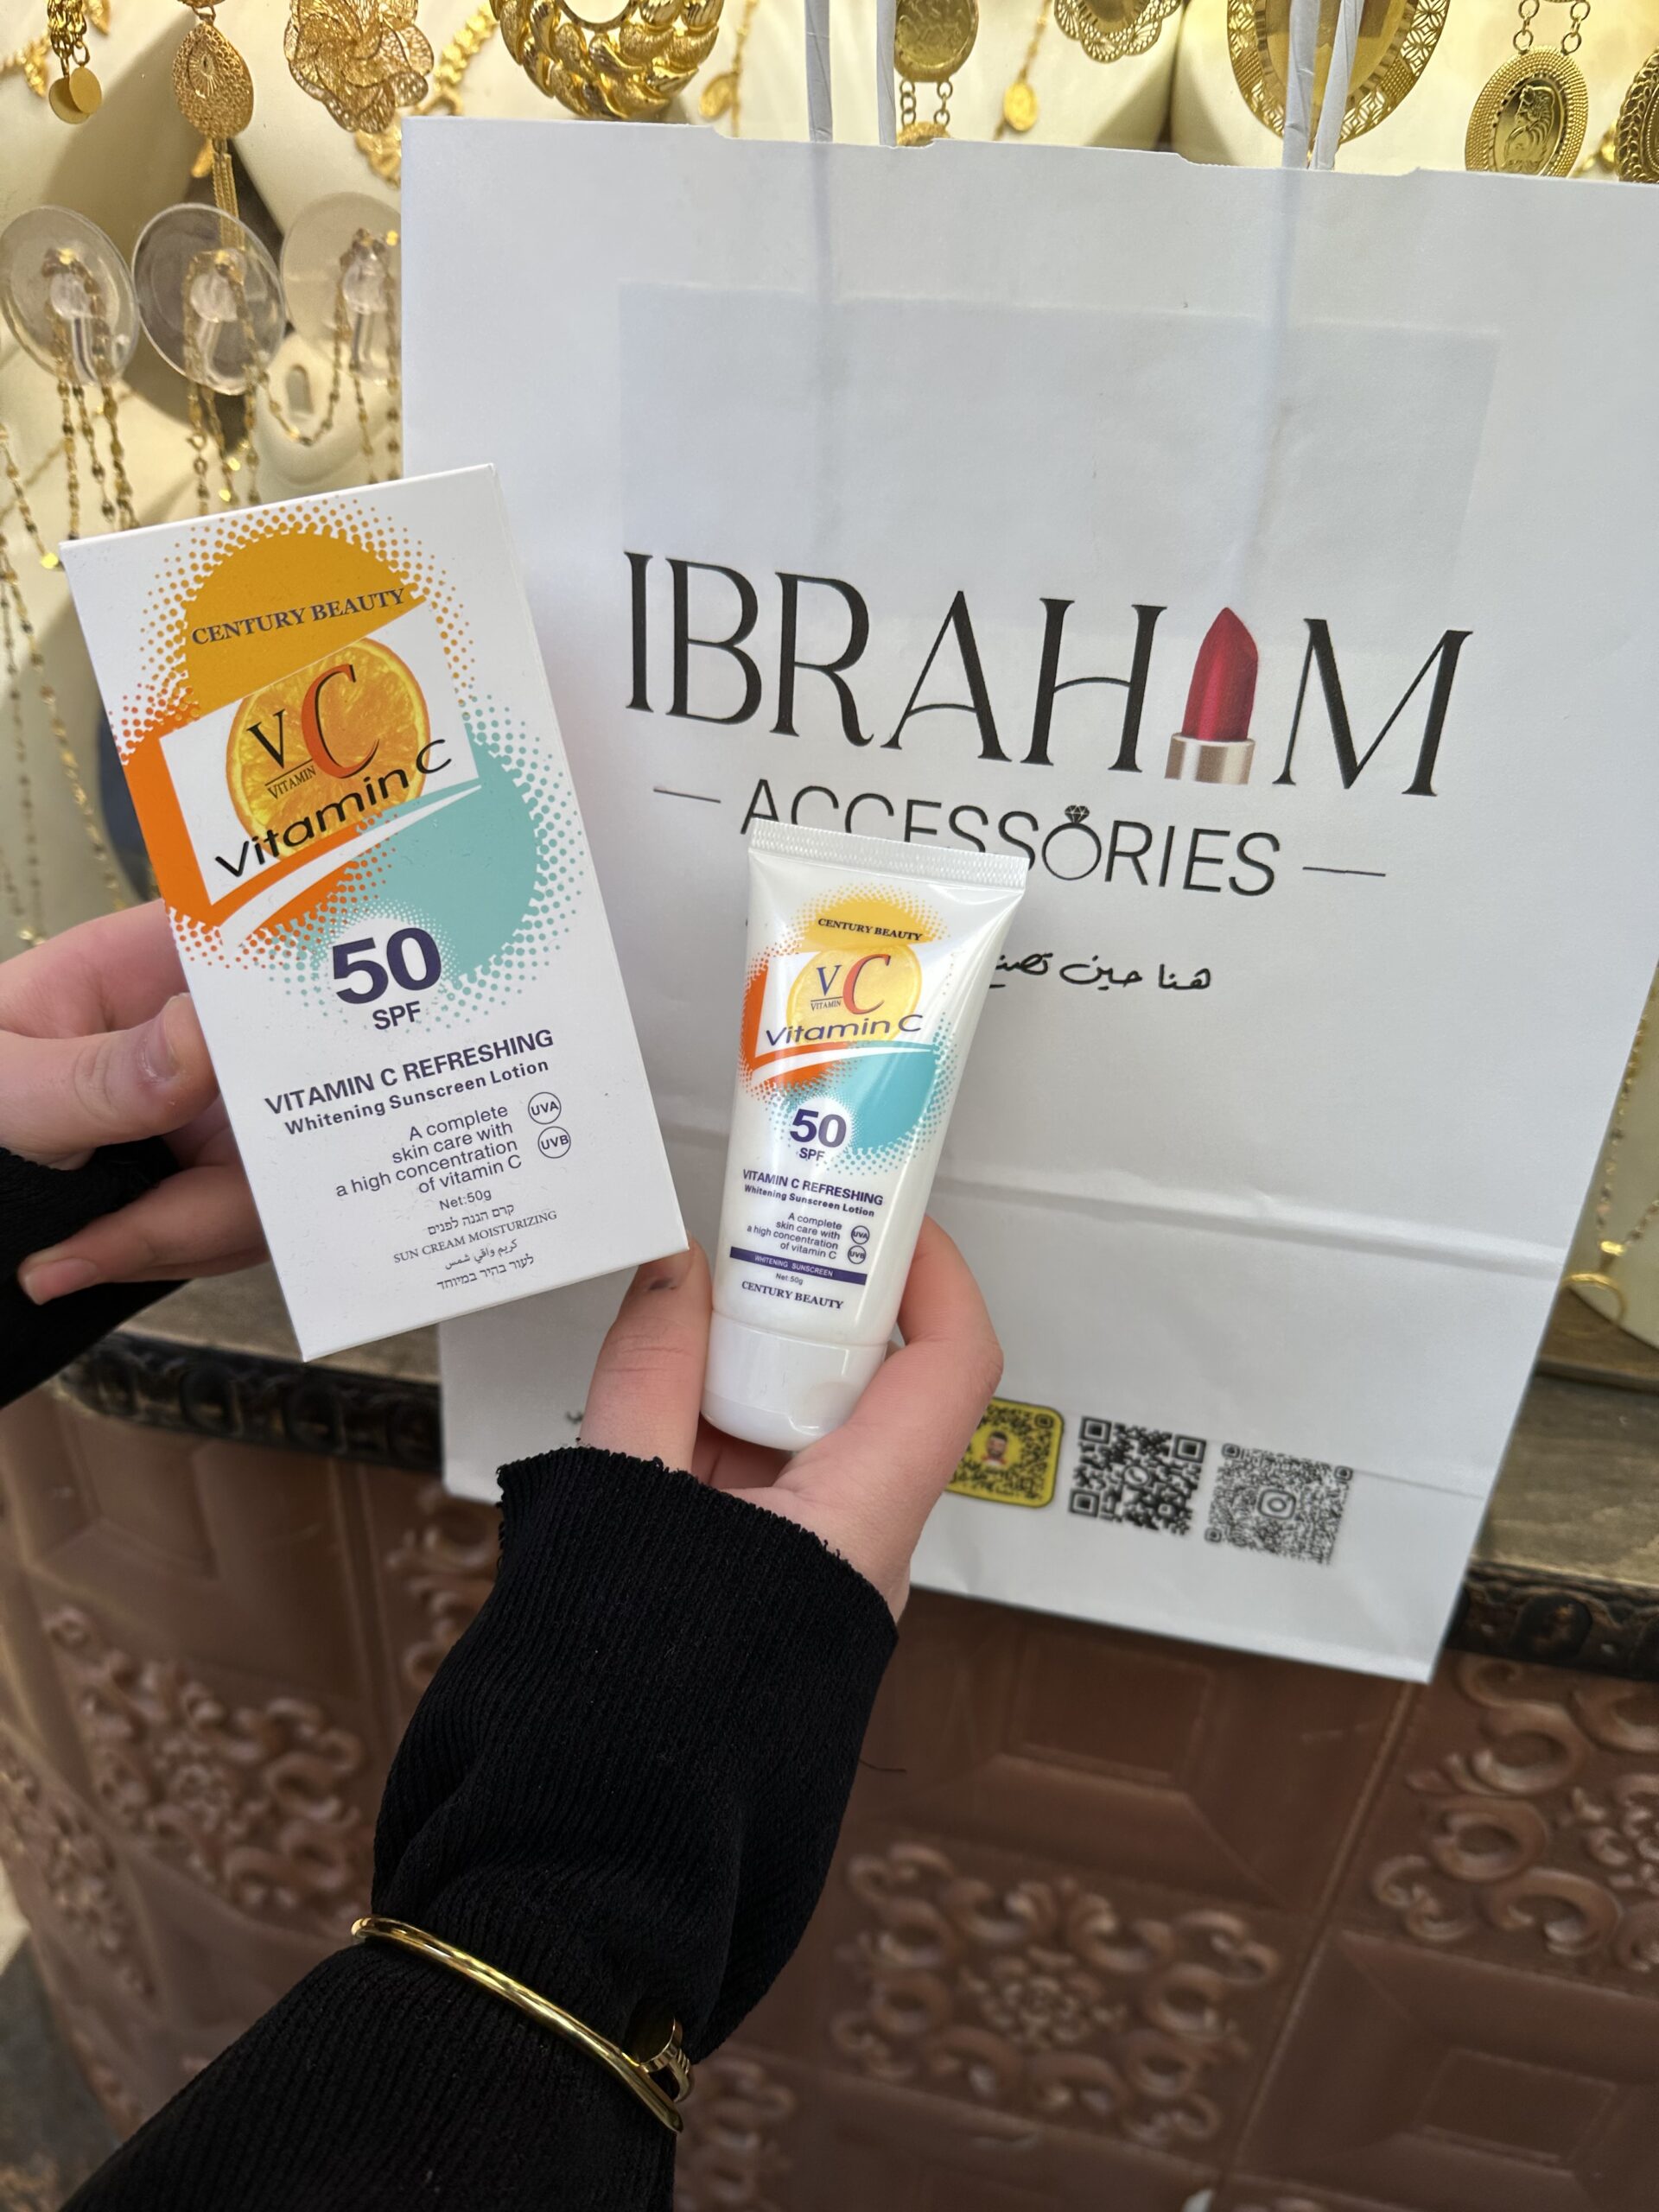 IBRAHIM
ACCESSORIES
هنا حين
CENTURY BEAUTY
VC
VITAMIN
Vitamin C
50
SPF
VITAMIN C REFRESHING
Whitening Sunscreen Lotion
A complete
skin care with
a high concentration
of vitamin C
UVA
UVB
Net:50g
קרם הגנה לפנים
SUN CREAM MOISTURIZING
كريم واقي شمس
לעור בהיר במיוחד
CENTURY BEAUTY
VC
VITAMIN
Vitamin C
50
SPF
VITAMIN C REFRESHING
Whitening Sunscreen Lotion
A complete
skin care with
a high concentration
of vitamin C
UVA
UVB
WHITENING SUNSCREEN
Net:50g
CENTURY BEAUTY